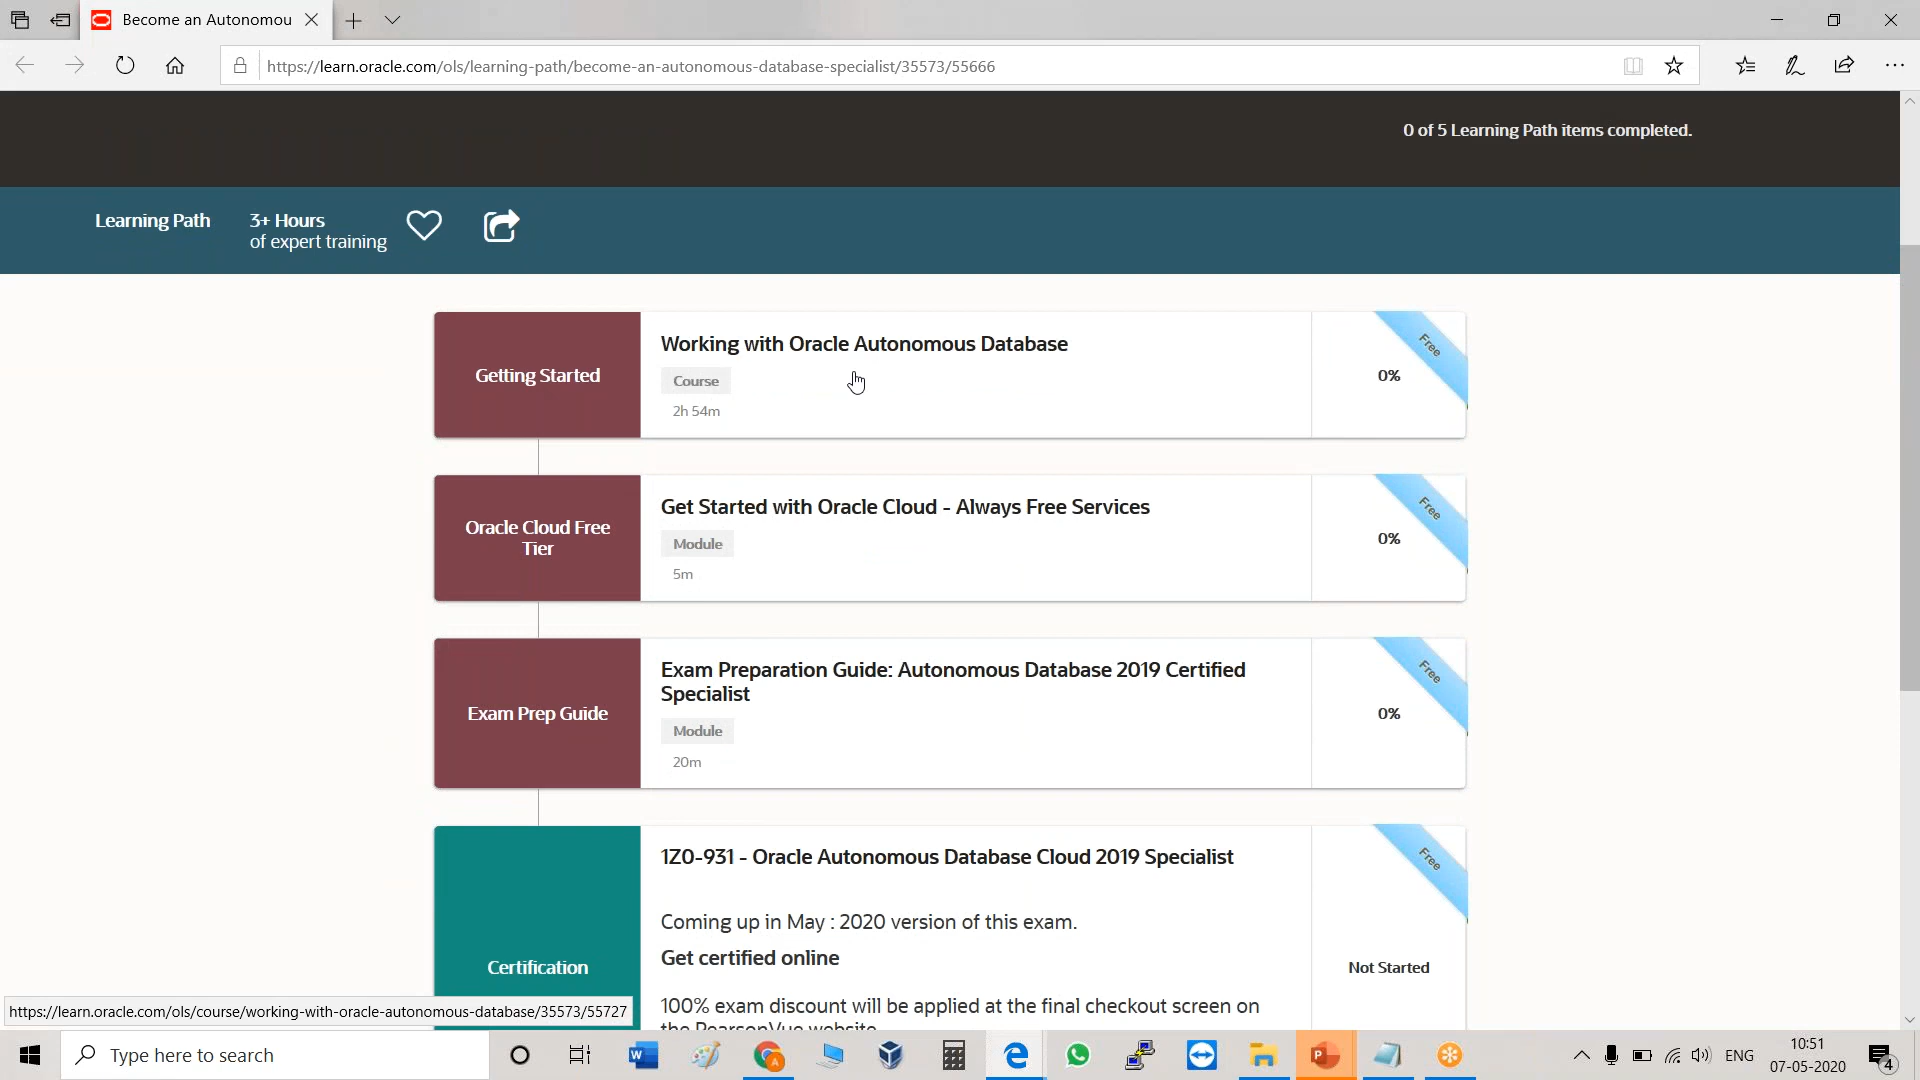 Become an Autonomou
https://learn.oracle.com/ols/learning-path/become-an-autonomous-database-specialist/35573/55666
0 of 5 Learning Path items completed.
Learning Path
3+ Hours
of expert training
Getting Started
Working with Oracle Autonomous Database
Course
2h 54m
0%
Free
Oracle Cloud Free
Tier
Get Started with Oracle Cloud - Always Free Services
Module
5m
0%
Free
Exam Prep Guide
Exam Preparation Guide: Autonomous Database 2019 Certified
Specialist
Module
20m
0%
Free
Certification
1Z0-931 - Oracle Autonomous Database Cloud 2019 Specialist
Coming up in May : 2020 version of this exam.
Get certified online
100% exam discount will be applied at the final checkout screen on
the PearsonVue website
Not Started
Free
https://learn.oracle.com/ols/course/working-with-oracle-autonomous-database/35573/55727
Type here to search
ENG
10:51
07-05-2020
4